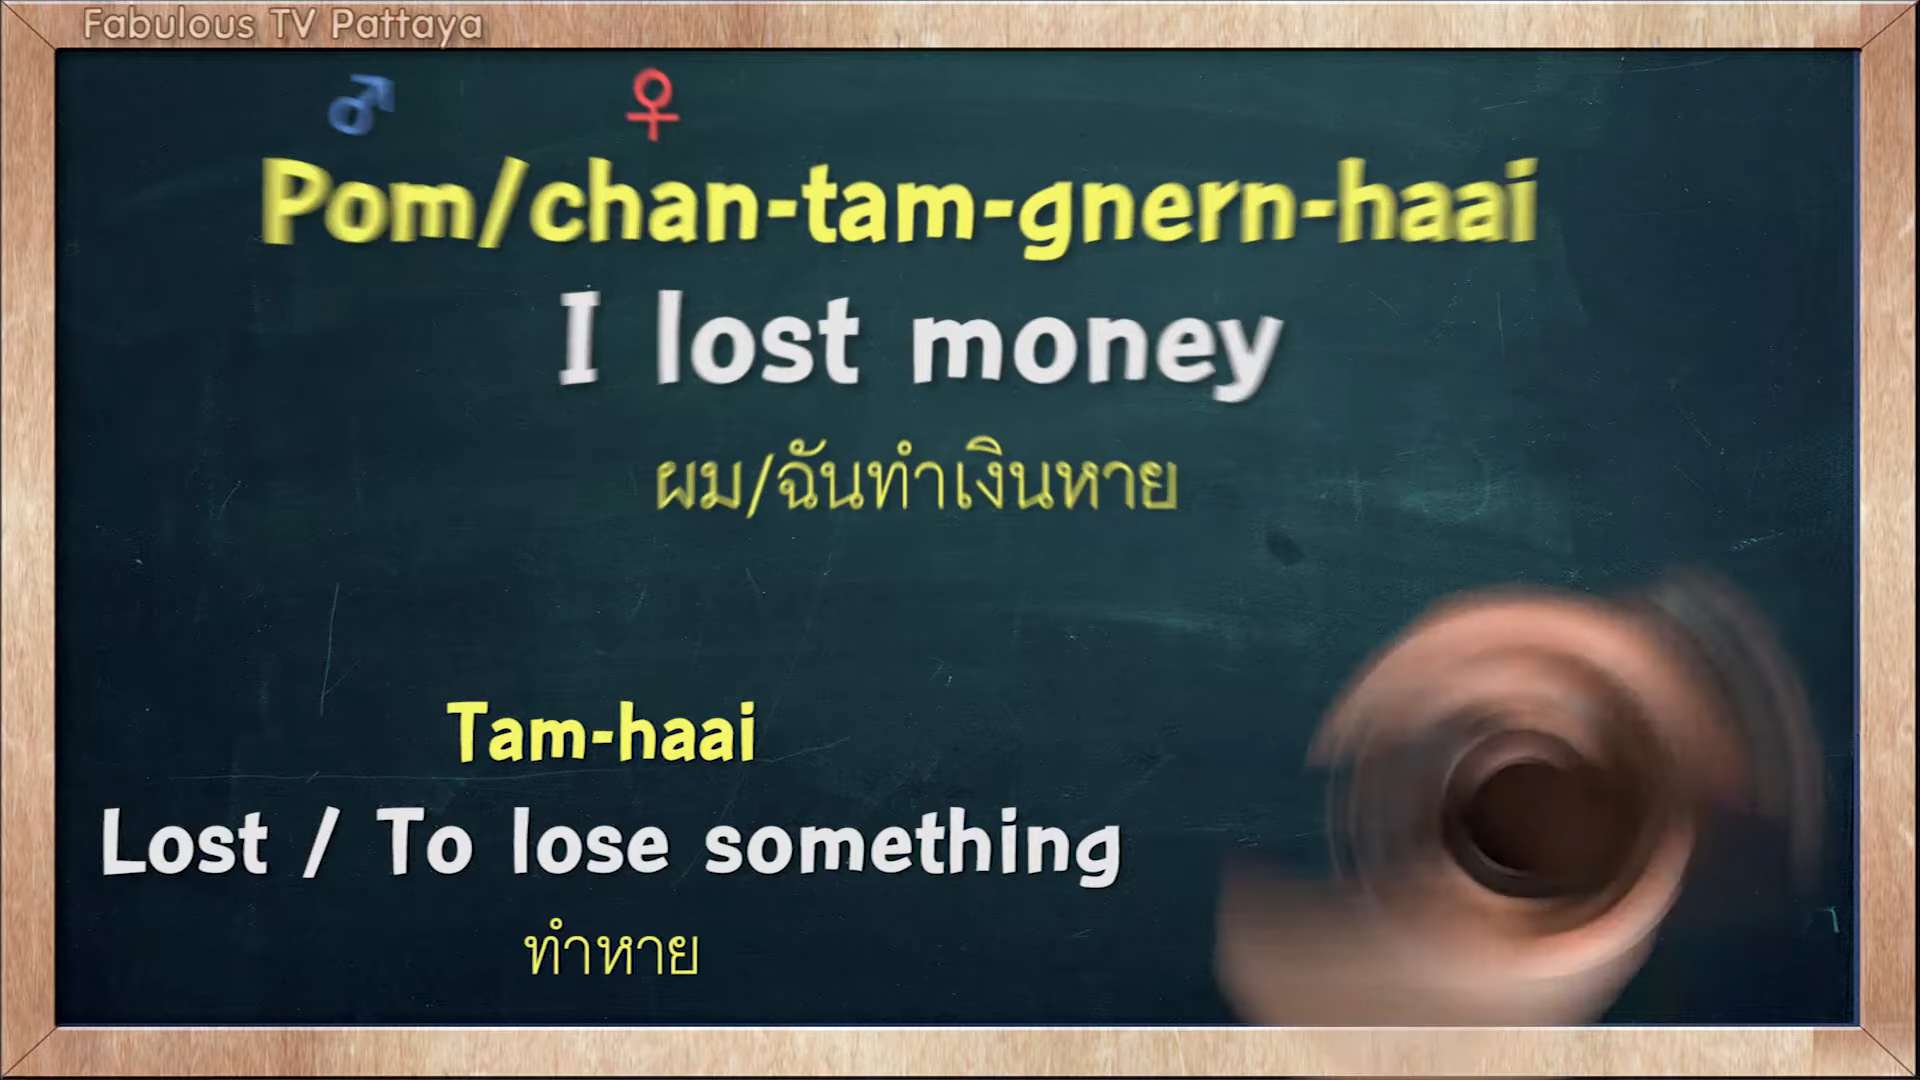 Fabulous TV Pattaya
♂ ♀
Pom/chan-tam-gnern-haai
I lost money
ผม/ฉันทำเงินหาย
Tam-haai
Lost / To lose something
ทำหาย